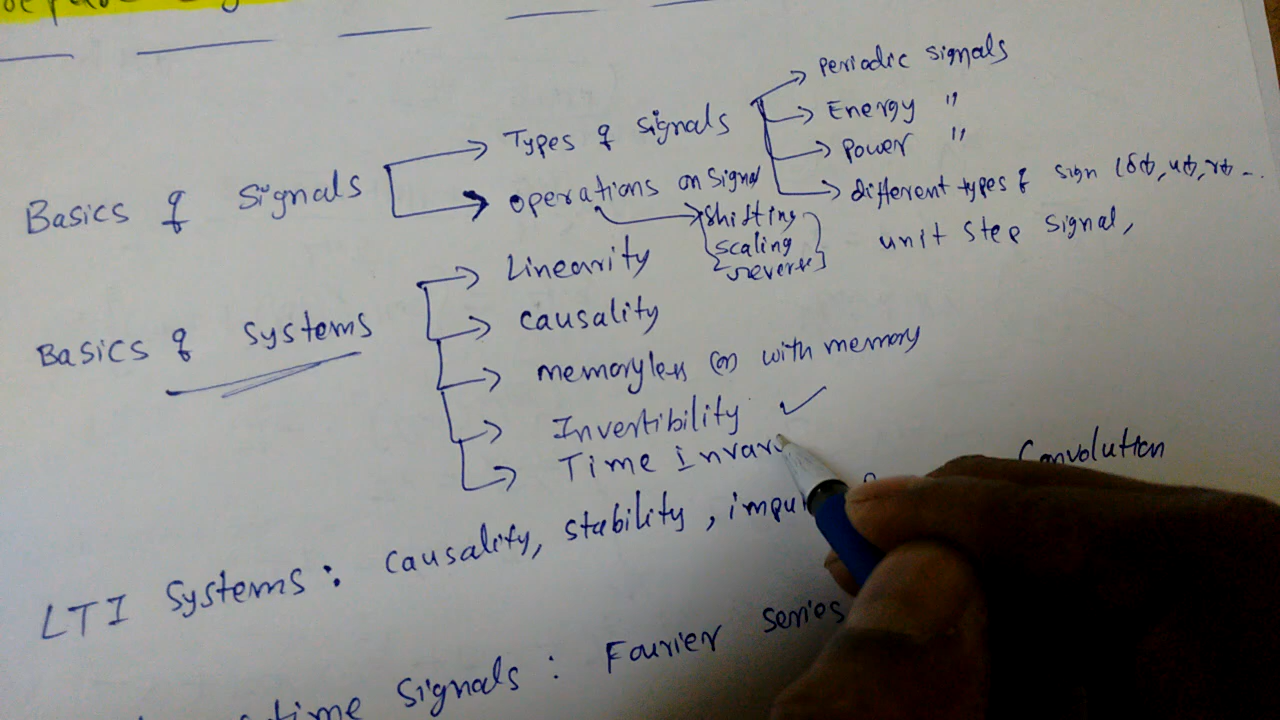 Basics of Signals
Types of signals
Periodic signals
Energy "
Power "
different types of sign (δ(t), u(t), r(t) -..
operations on signal
shifting
scaling
reverse
unit step signal,
Basics of Systems
Linearity
Causality
memoryless (or) with memory
Invertibility ✓
Time Invari
LTI Systems : Causality, stability, impul Convolution
time Signals : Fourier series